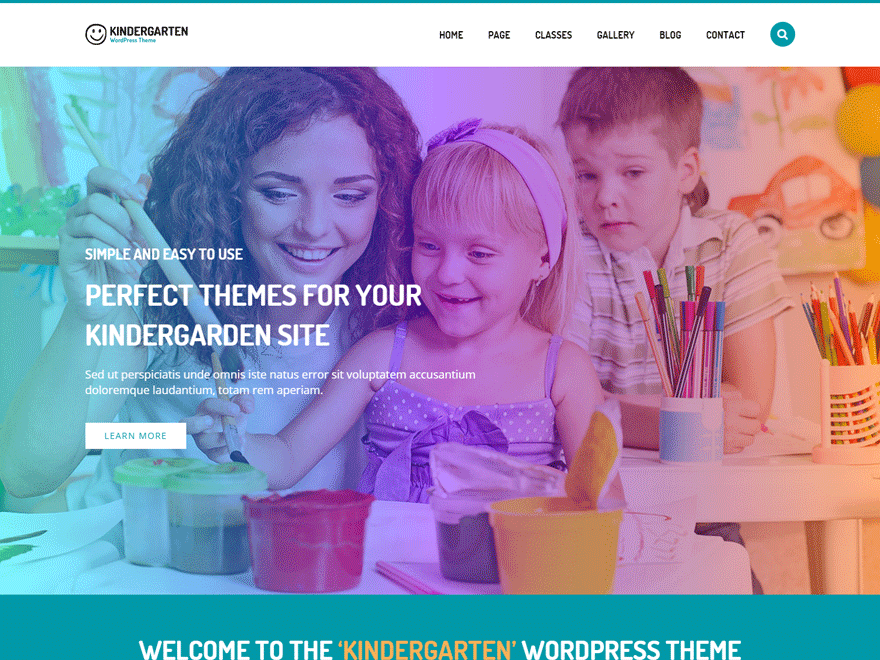 KINDERGARTEN
WordPress Theme
HOME PAGE CLASSES GALLERY BLOG CONTACT
SIMPLE AND EASY TO USE
PERFECT THEMES FOR YOUR
KINDERGARDEN SITE
Sed ut perspiciatis unde omnis iste natus error sit voluptatem accusantium
doloremque laudantium, totam rem aperiam.
LEARN MORE
WELCOME TO THE ‘KINDERGARTEN’ WORDPRESS THEME